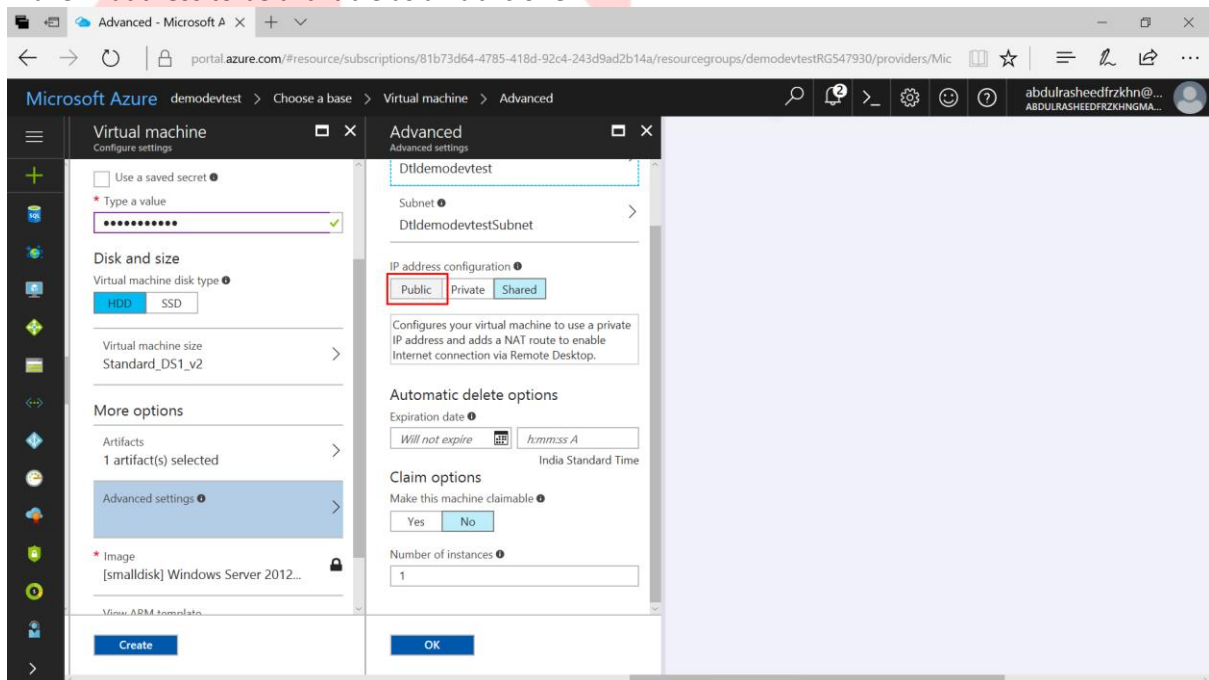 Advanced - Microsoft A
portal.azure.com/#resource/subscriptions/81b73d64-4785-418d-92c4-243d9ad2b14a/resourcegroups/demodevtestRG547930/providers/Mic
Microsoft Azure demodevtest > Choose a base > Virtual machine > Advanced
abdulrasheedfrzkhn@...
ABDULRASHEEDFRZKHNGMA...
Virtual machine
Configure settings
Use a saved secret
* Type a value
•••••••••••
Disk and size
Virtual machine disk type
HDD SSD
Virtual machine size
Standard_DS1_v2
More options
Artifacts
1 artifact(s) selected
Advanced settings
* Image
[smalldisk] Windows Server 2012...
View ARM template
Create
Advanced
Advanced settings
Dtldemodevtest
Subnet
DtldemodevtestSubnet
IP address configuration
Public Private Shared
Configures your virtual machine to use a private
IP address and adds a NAT route to enable
Internet connection via Remote Desktop.
Automatic delete options
Expiration date
Will not expire h:mm:ss A
India Standard Time
Claim options
Make this machine claimable
Yes No
Number of instances
1
OK